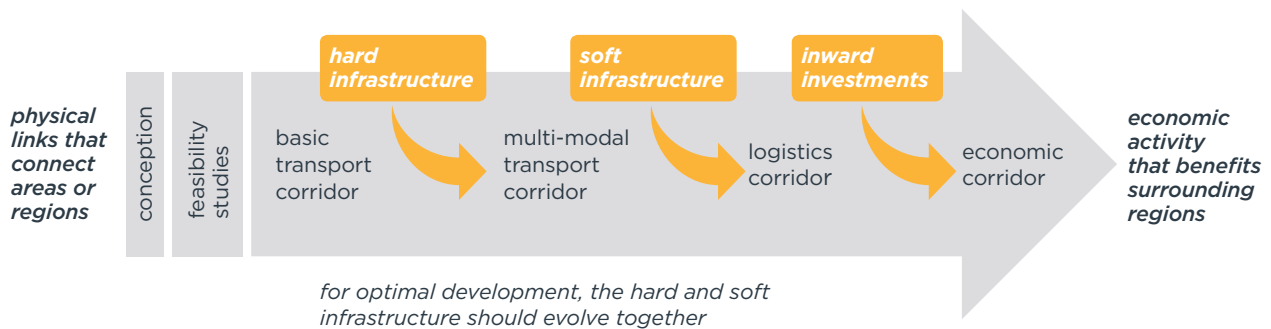 physical
links that
connect
areas or
regions
conception
feasibility
studies
hard
infrastructure
basic
transport
corridor
soft
infrastructure
multi-modal
transport
corridor
inward
investments
logistics
corridor
economic
corridor
economic
activity
that benefits
surrounding
regions
for optimal development, the hard and soft
infrastructure should evolve together